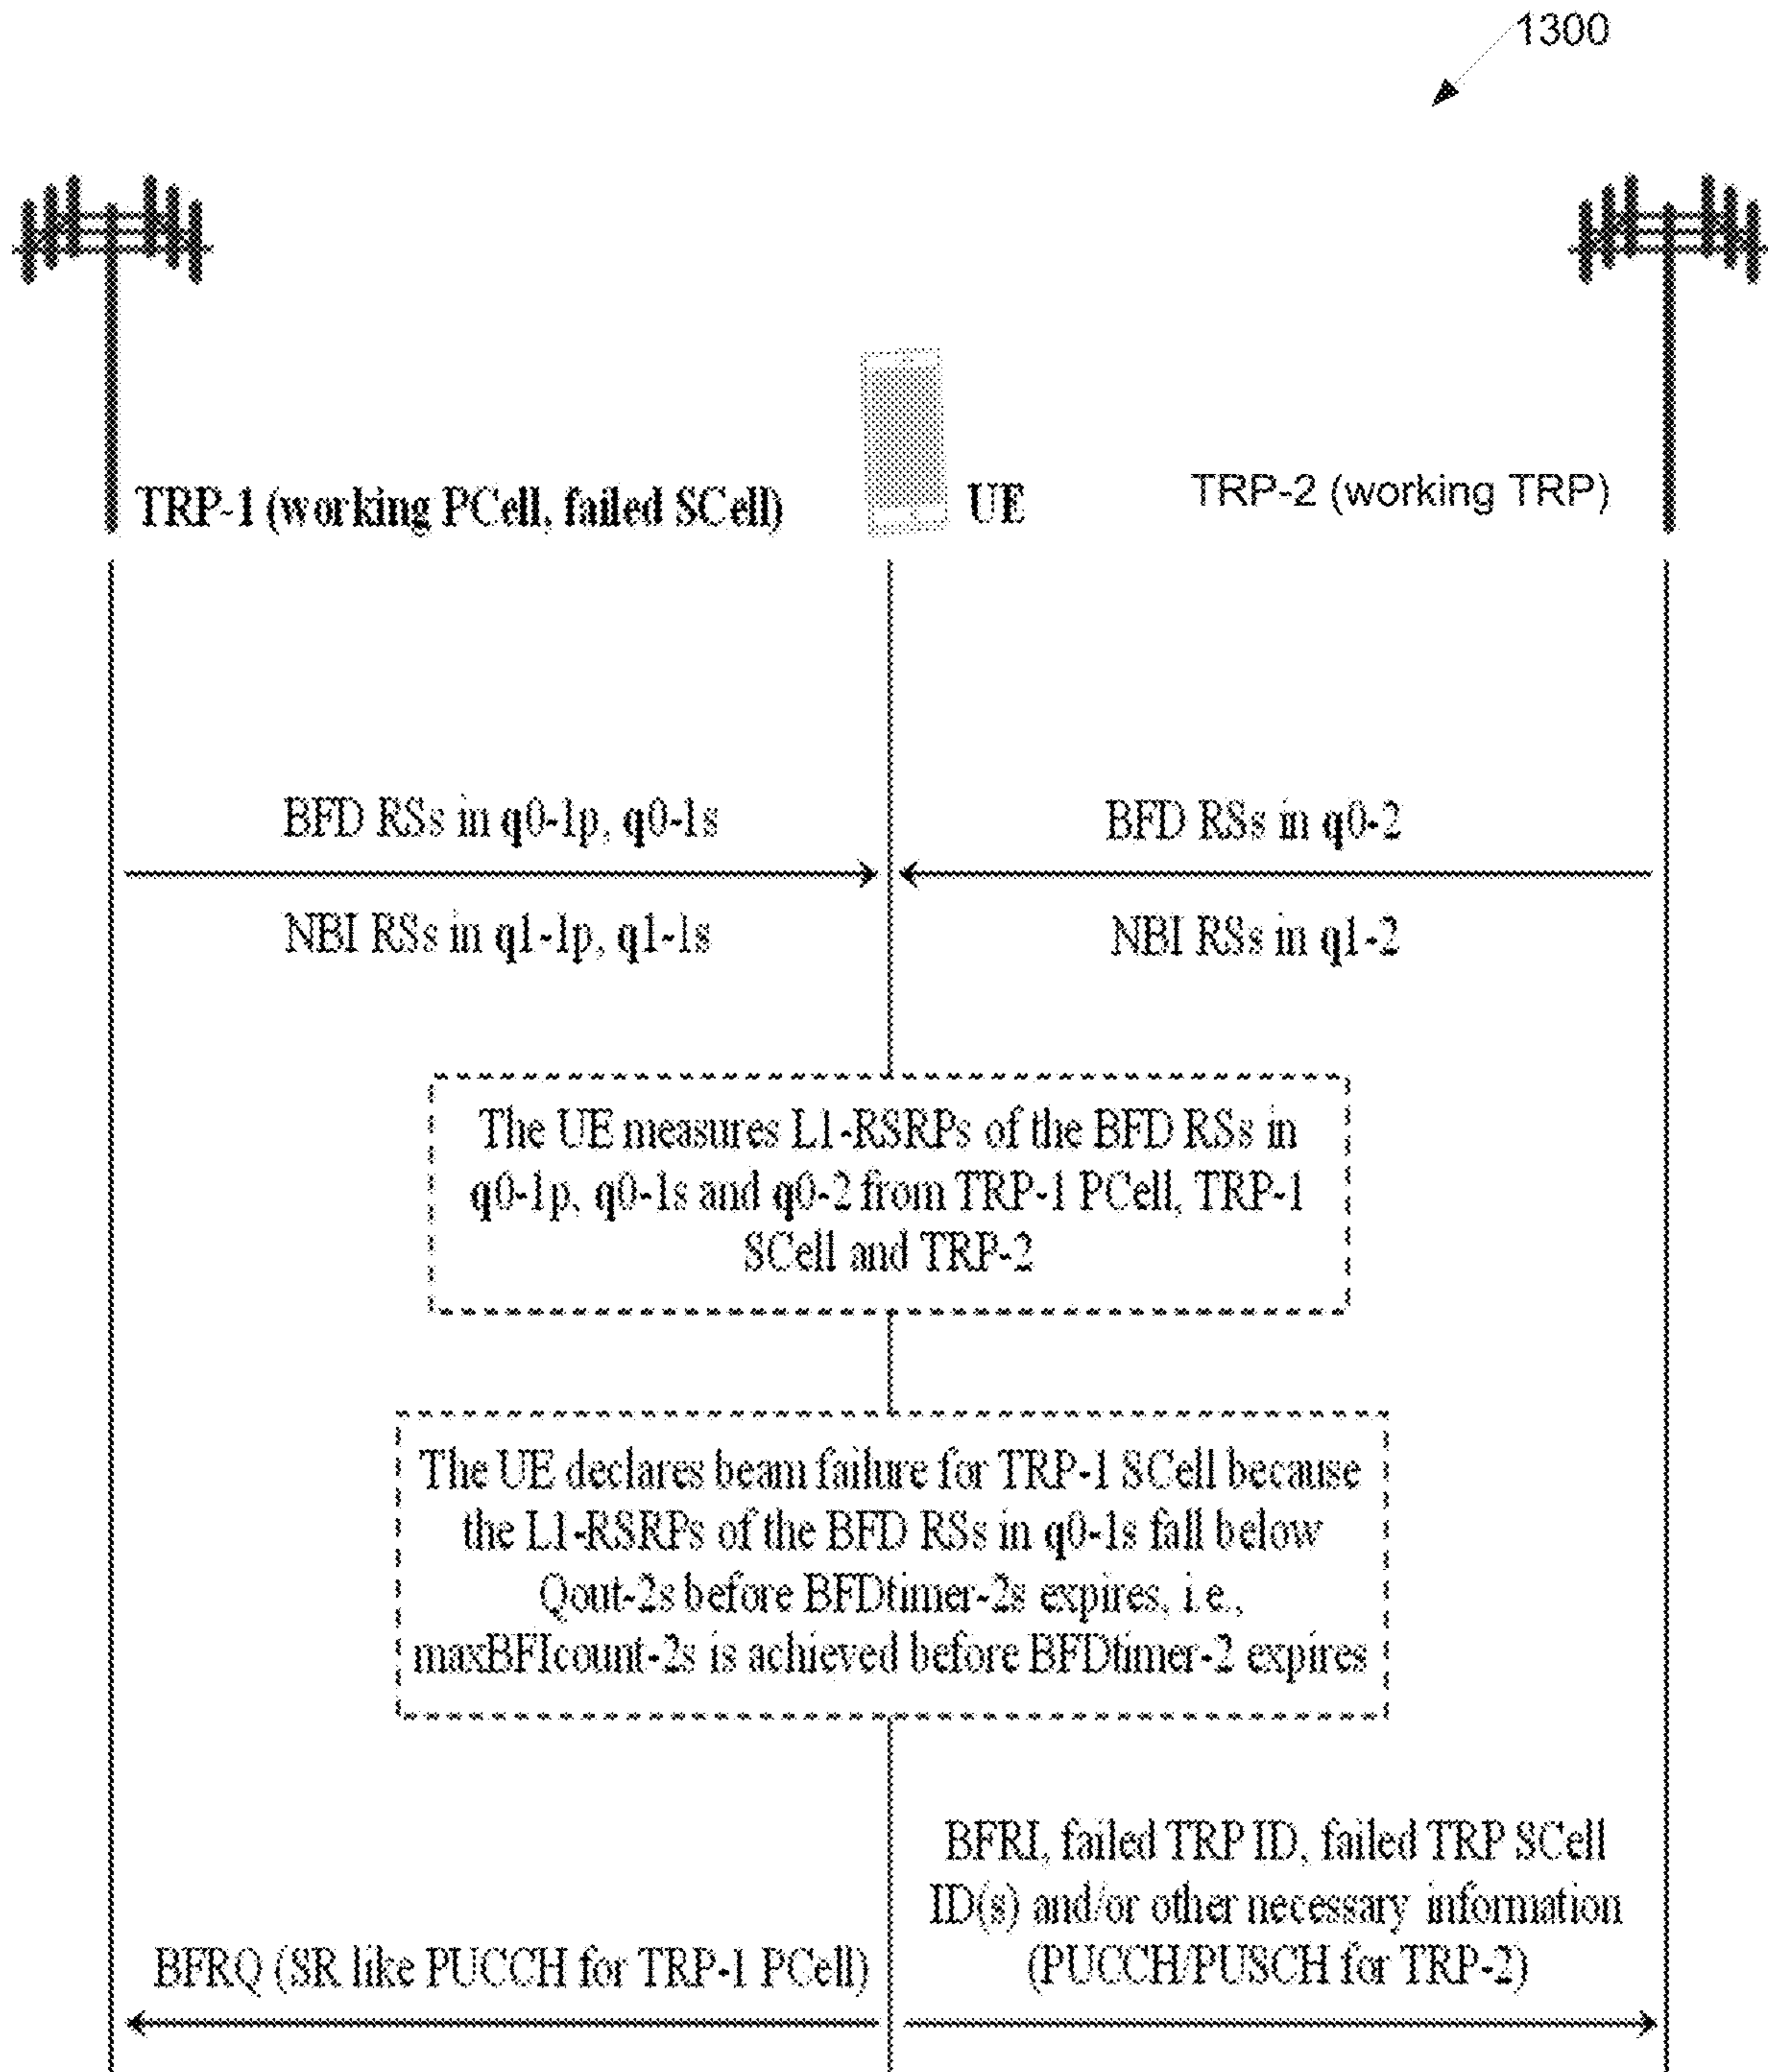 1300
TRP-1 (working PCell, failed SCell)
UE
TRP-2 (working TRP)
BFD RSs in q0-1p, q0-1s
NBI RSs in q1-1p, q1-1s
BFD RSs in q0-2
NBI RSs in q1-2
The UE measures L1-RSRPs of the BFD RSs in
q0-1p, q0-1s and q0-2 from TRP-1 PCell, TRP-1
SCell and TRP-2
The UE declares beam failure for TRP-1 SCell because
the L1-RSRPs of the BFD RSs in q0-1s fall below
Qout-2s before BFDtimer-2s expires, i.e.,
maxBFIcount-2s is achieved before BFDtimer-2 expires
BFRQ (SR like PUCCH for TRP-1 PCell)
BFRI, failed TRP ID, failed TRP SCell
ID(s) and/or other necessary information
(PUCCH/PUSCH for TRP-2)